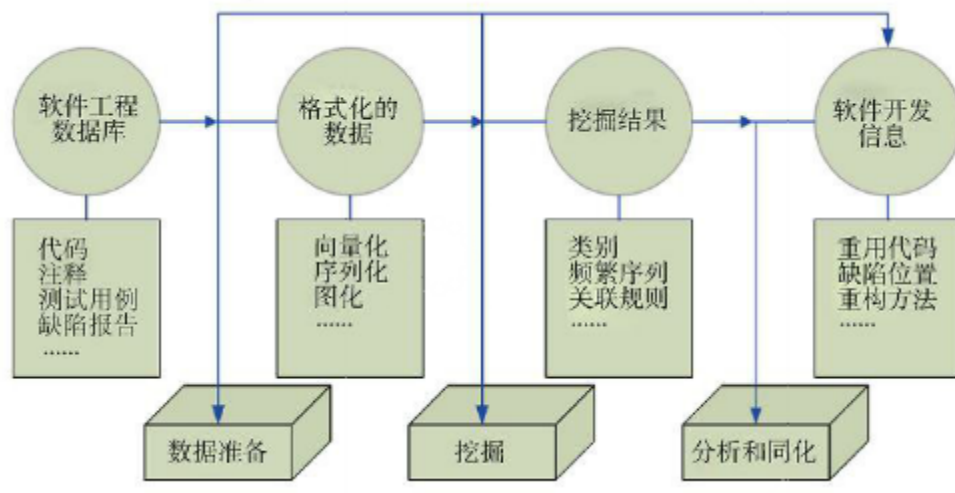 软件工程
数据库
格式化的
数据
挖掘结果
软件开发
信息
代码
注释
测试用例
缺陷报告
......
向量化
序列化
图化
......
类别
频繁序列
关联规则
......
重用代码
缺陷位置
重构方法
......
数据准备
挖掘
分析和同化